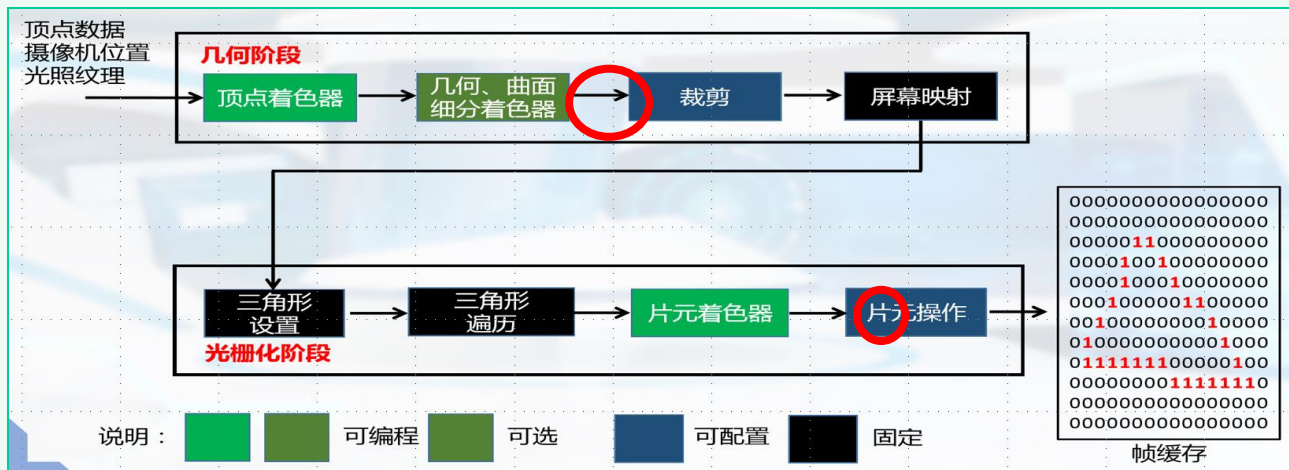 顶点数据
摄像机位置
光照纹理
几何阶段
顶点着色器
几何、曲面
细分着色器
裁剪
屏幕映射
三角形
设置
三角形
遍历
片元着色器
片元操作
光栅化阶段
0000000000000000
0000000000000000
0000011000000000
0000100100000000
0000100010000000
0001000001100000
0010000000010000
0100000000001000
0111111100000100
0000000011111110
0000000000000000
0000000000000000
帧缓存
说明：
可编程
可选
可配置
固定